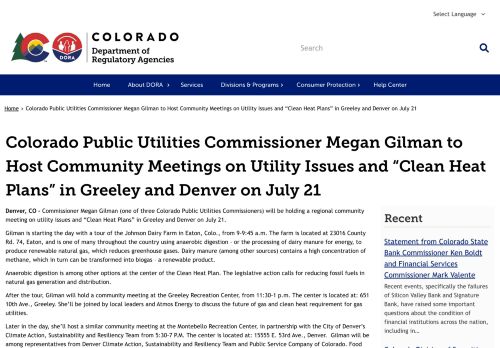 Select Language ▾
COLORADO
Department of
Regulatory Agencies
DORA
Search
Home
About DORA
Services
Divisions & Programs
Consumer Protection
Help Center
Home » Colorado Public Utilities Commissioner Megan Gilman to Host Community Meetings on Utility Issues and “Clean Heat Plans” in Greeley and Denver on July 21
Colorado Public Utilities Commissioner Megan Gilman to
Host Community Meetings on Utility Issues and “Clean Heat
Plans” in Greeley and Denver on July 21
Denver, CO - Commissioner Megan Gilman (one of three Colorado Public Utilities Commissioners) will be holding a regional community
meeting on utility issues and “Clean Heat Plans” in Greeley and Denver on July 21.
Gilman is starting the day with a tour of the Johnson Dairy Farm in Eaton, Colo., from 9-9:45 a.m. The farm is located at 23016 County
Rd. 74, Eaton, and is one of many throughout the country using anaerobic digestion - or the processing of dairy manure for energy, to
produce renewable natural gas, which reduces greenhouse gases. Dairy manure (among other sources) contains a high concentration of
methane, which in turn can be transformed into biogas - a renewable product.
Anaerobic digestion is among other options at the center of the Clean Heat Plan. The legislative action calls for reducing fossil fuels in
natural gas generation and distribution.
After the tour, Gilman will hold a community meeting at the Greeley Recreation Center, from 11:30-1 p.m. The center is located at: 651
10th Ave., Greeley. She’ll be joined by local leaders and Atmos Energy to discuss the future of gas and clean heat requirement for gas
utilities.
Later in the day, she’ll host a similar community meeting at the Montebello Recreation Center, in partnership with the City of Denver’s
Climate Action, Sustainability and Resiliency Team from 5:30-7 P.M. The center is located at: 15555 E. 53rd Ave., Denver. Gilman will be
among representatives from Denver Climate Action, Sustainability and Resiliency Team and Public Service Company of Colorado. Food
Recent
Statement from Colorado State
Bank Commissioner Ken Boldt
and Financial Services
Commissioner Mark Valente
Recent events, specifically the failures
of Silicon Valley Bank and Signature
Bank, have raised some important
questions about the condition of
financial institutions across the nation,
including in...